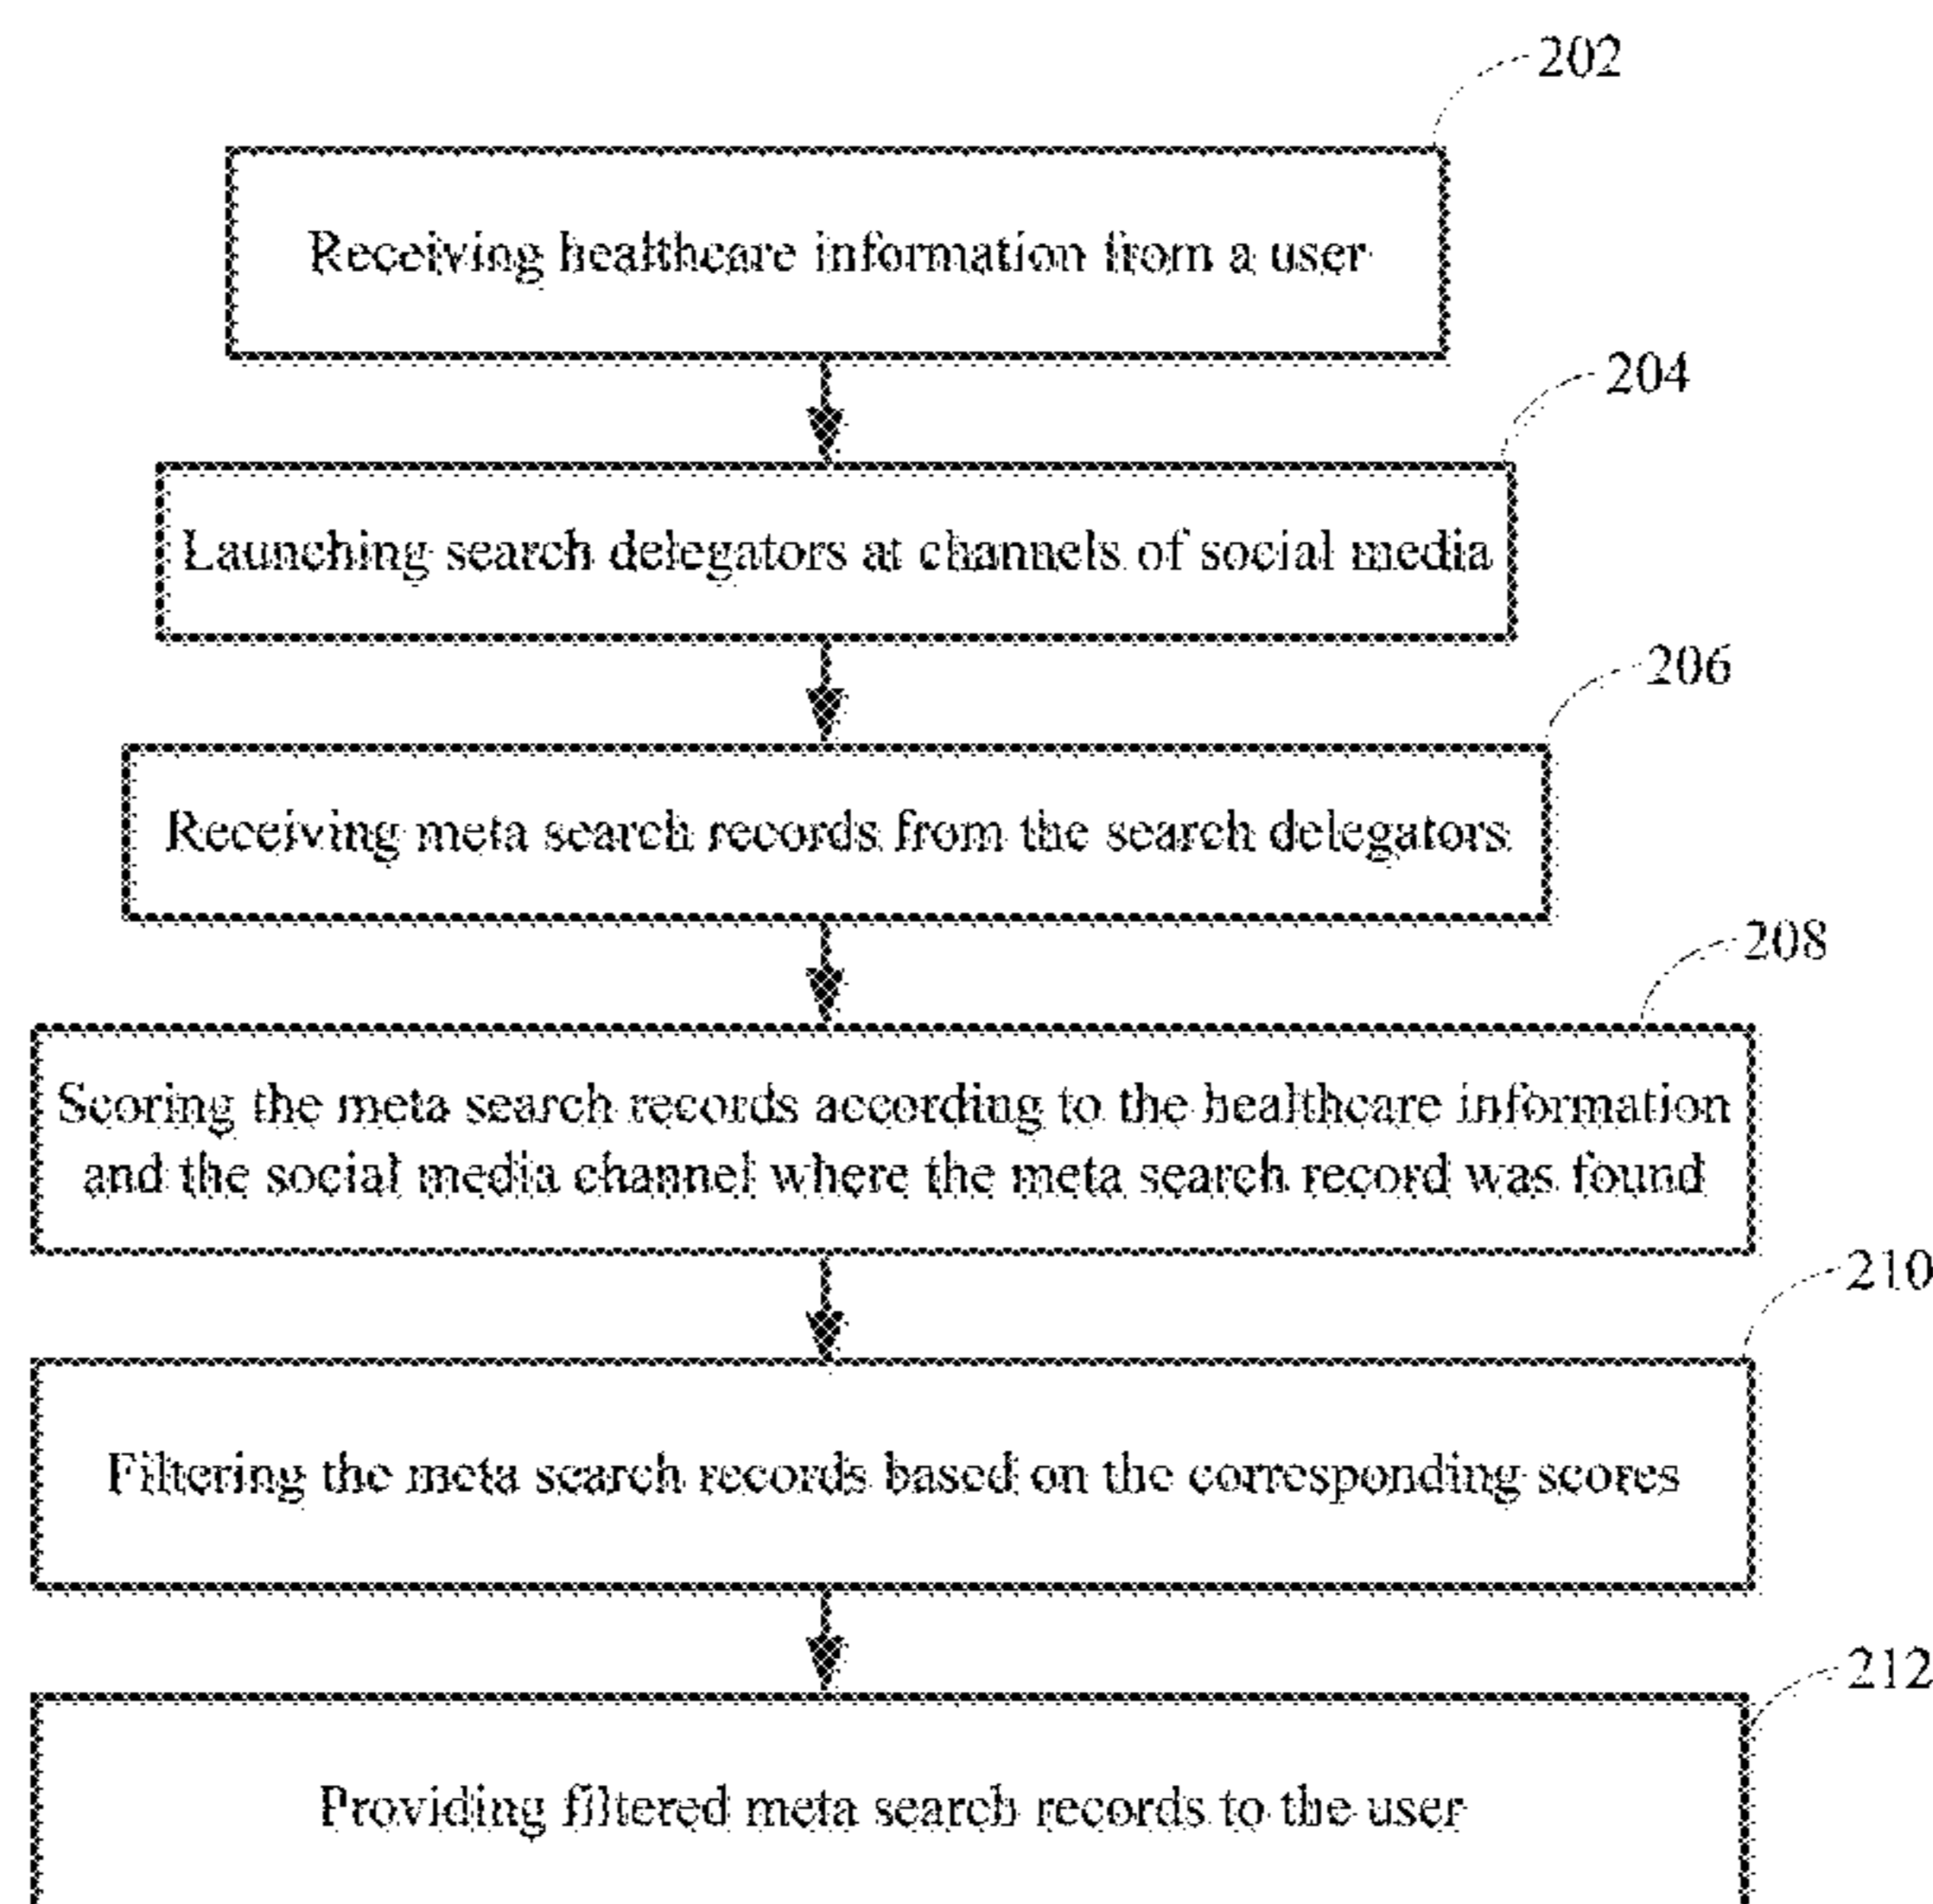 202
Receiving healthcare information from a user
204
Launching search delegators at channels of social media
206
Receiving meta search records from the search delegators
208
Scoring the meta search records according to the healthcare information
and the social media channel where the meta search record was found
210
Filtering the meta search records based on the corresponding scores
212
Providing filtered meta search records to the user